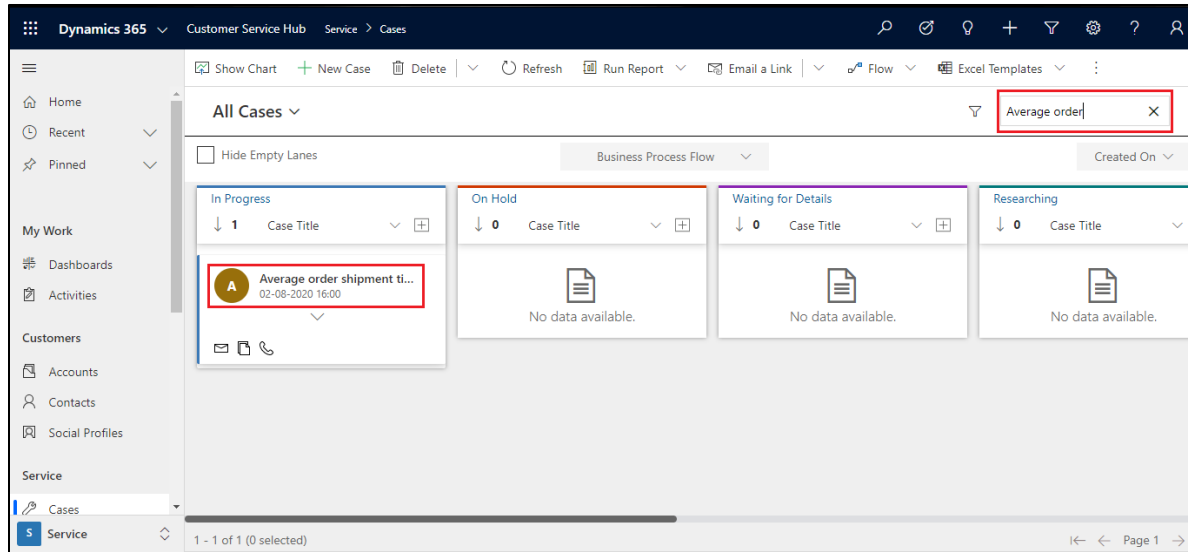 Dynamics 365 Customer Service Hub Service > Cases
Show Chart New Case Delete Refresh Run Report Email a Link Flow Excel Templates
Home
Recent
Pinned
My Work
Dashboards
Activities
Customers
Accounts
Contacts
Social Profiles
Service
Cases
S Service
All Cases
Average order
Hide Empty Lanes Business Process Flow Created On
In Progress
1 Case Title
A Average order shipment ti...
02-08-2020 16:00
On Hold
0 Case Title
No data available.
Waiting for Details
0 Case Title
No data available.
Researching
0 Case Title
No data available.
1 - 1 of 1 (0 selected) Page 1